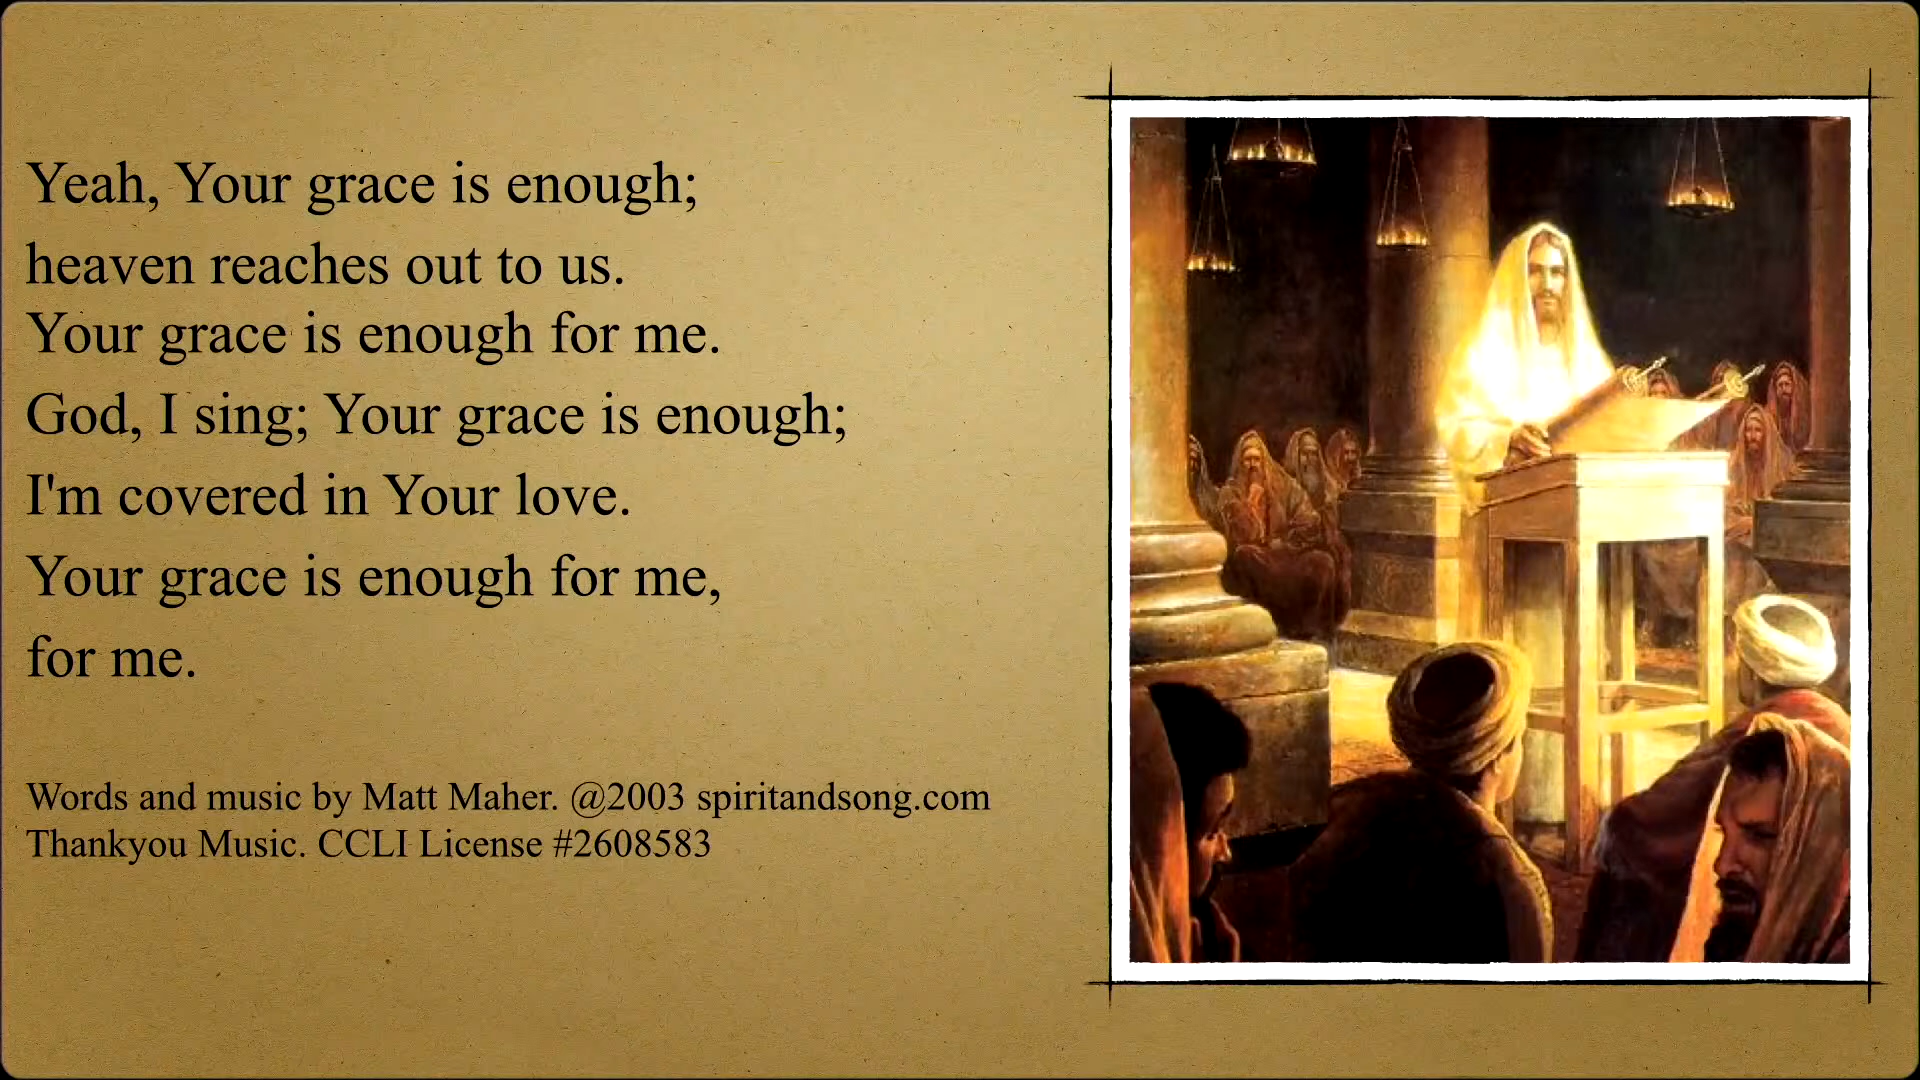 Yeah, Your grace is enough;
heaven reaches out to us.
Your grace is enough for me.
God, I sing; Your grace is enough;
I'm covered in Your love.
Your grace is enough for me,
for me.
Words and music by Matt Maher. @2003 spiritandsong.com
Thankyou Music. CCLI License #2608583